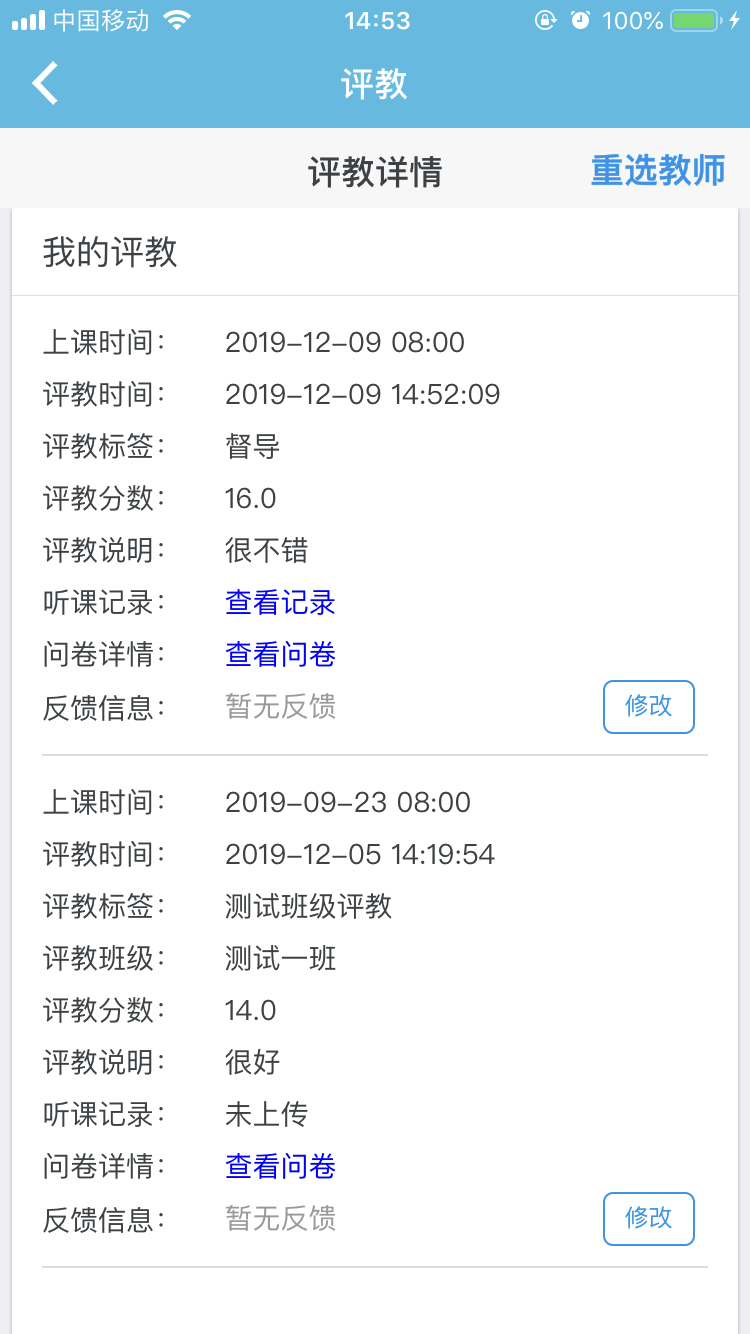 中国移动 14:53 100%
评教
评教详情 重选教师
我的评教
上课时间: 2019-12-09 08:00
评教时间: 2019-12-09 14:52:09
评教标签: 督导
评教分数: 16.0
评教说明: 很不错
听课记录: 查看记录
问卷详情: 查看问卷
反馈信息: 暂无反馈 修改
上课时间: 2019-09-23 08:00
评教时间: 2019-12-05 14:19:54
评教标签: 测试班级评教
评教班级: 测试一班
评教分数: 14.0
评教说明: 很好
听课记录: 未上传
问卷详情: 查看问卷
反馈信息: 暂无反馈 修改